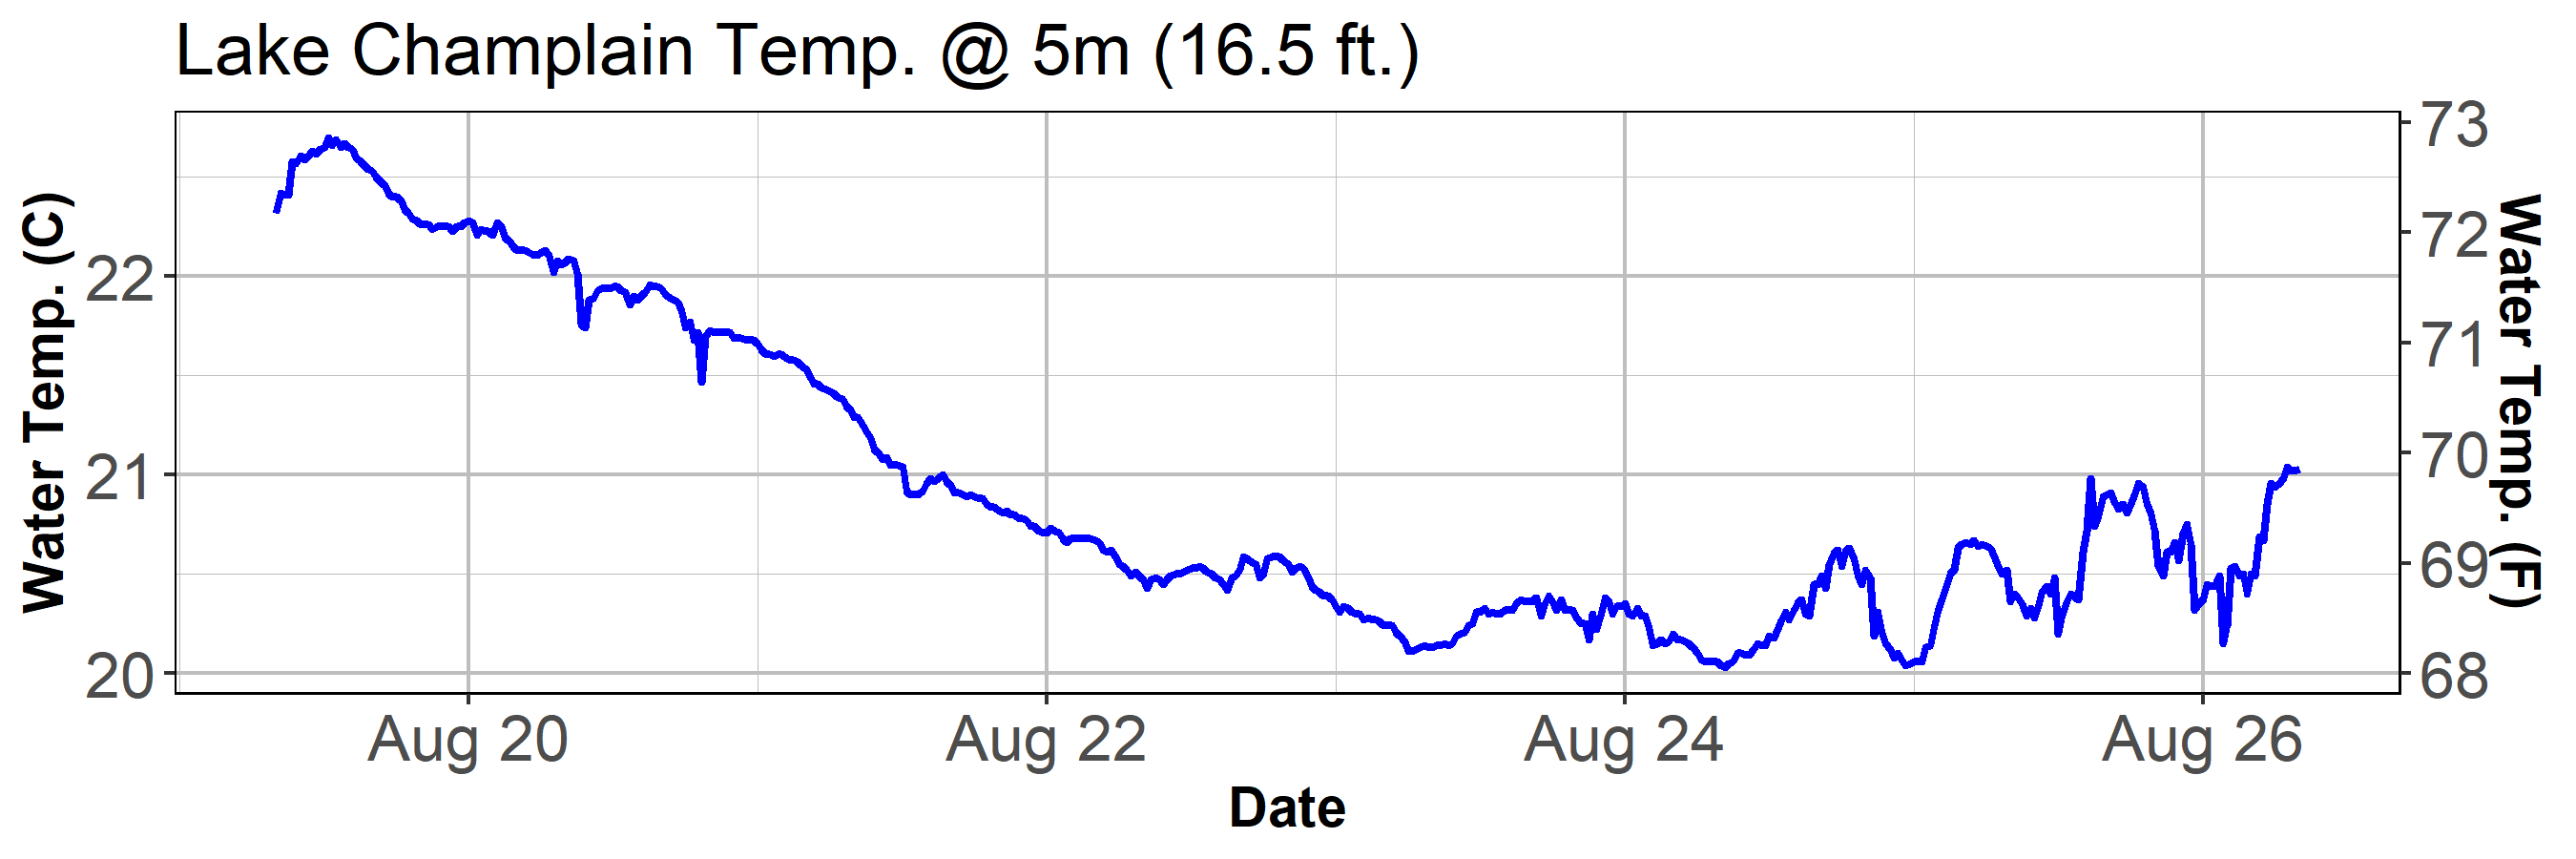 Lake Champlain Temp. @ 5m (16.5 ft.)
Water Temp. (C)
22
21
20
73
72
71
70
69
68
Water Temp. (F)
Aug 20
Aug 22
Aug 24
Aug 26
Date